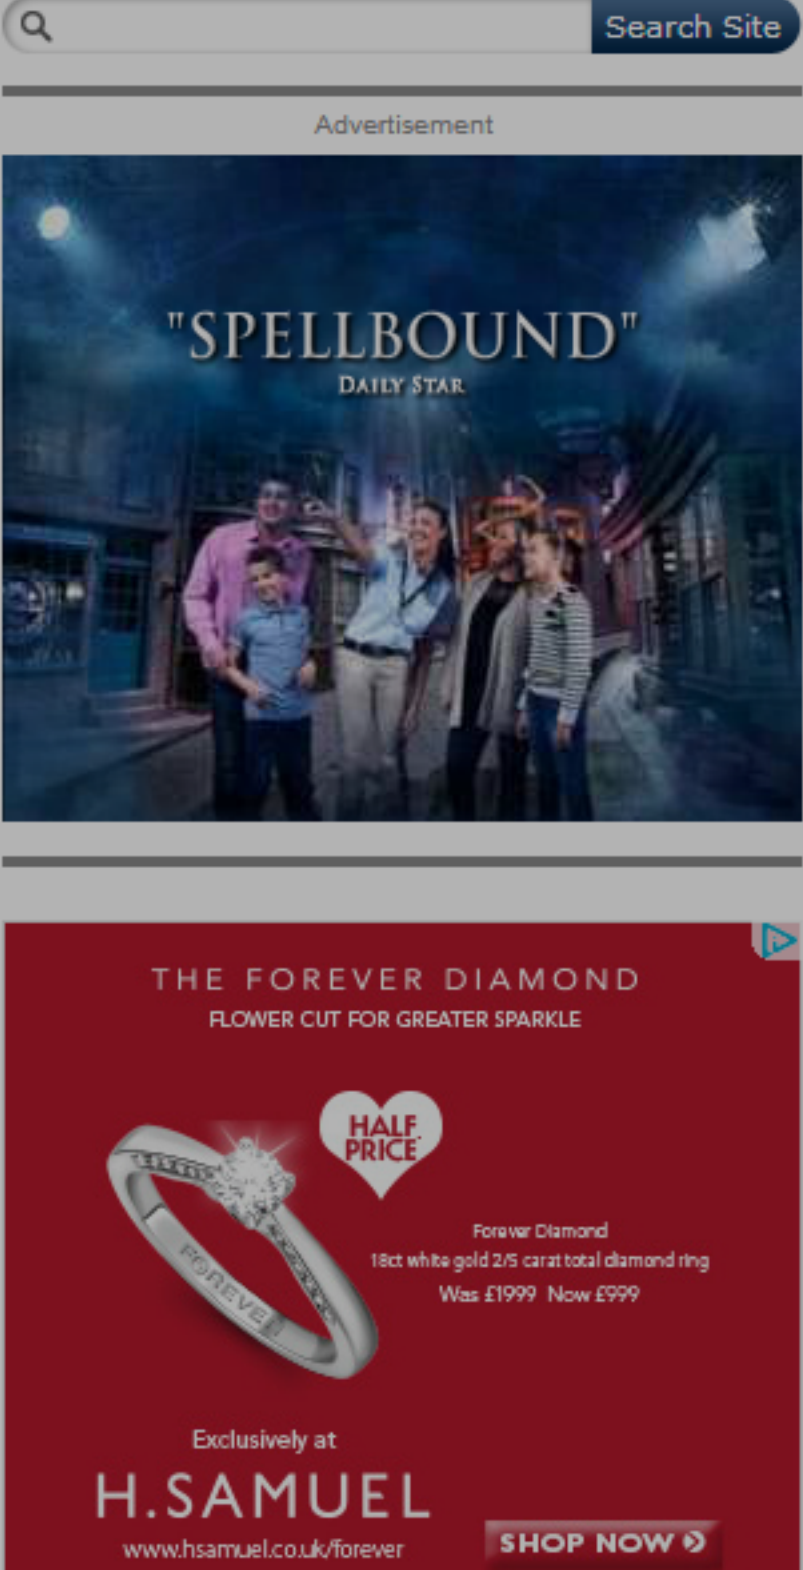 Search Site
Advertisement
"SPELLBOUND"
DAILY STAR
THE FOREVER DIAMOND
FLOWER CUT FOR GREATER SPARKLE
HALF
PRICE
FOREVER
Forever Diamond
18ct white gold 2/5 carat total diamond ring
Was £1999 Now £999
Exclusively at
H.SAMUEL
www.hsamuel.co.uk/forever
SHOP NOW